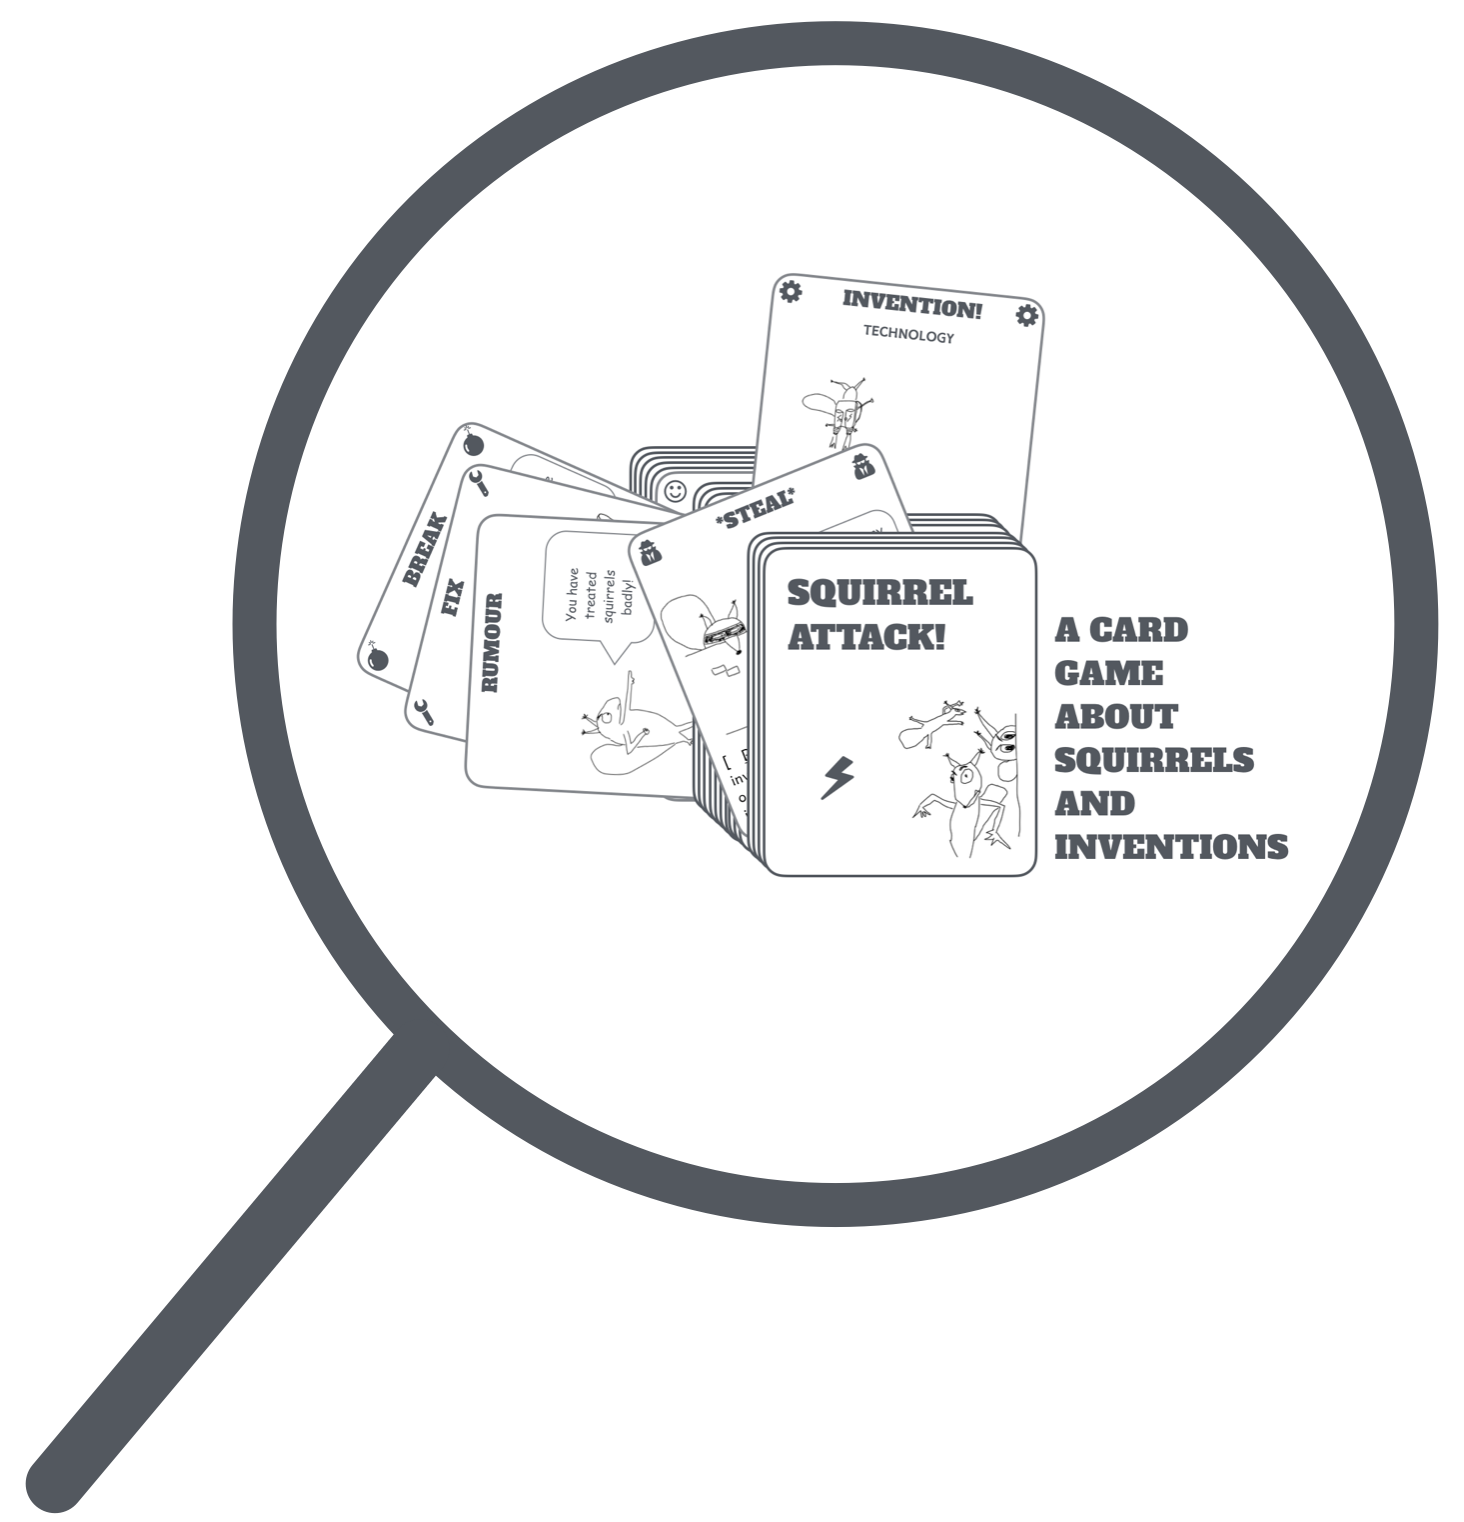 INVENTION!
TECHNOLOGY
BREAK
FIX
RUMOUR
You have
treated
squirrels
badly!
*STEAL*
SQUIRREL
ATTACK!
A CARD
GAME
ABOUT
SQUIRRELS
AND
INVENTIONS